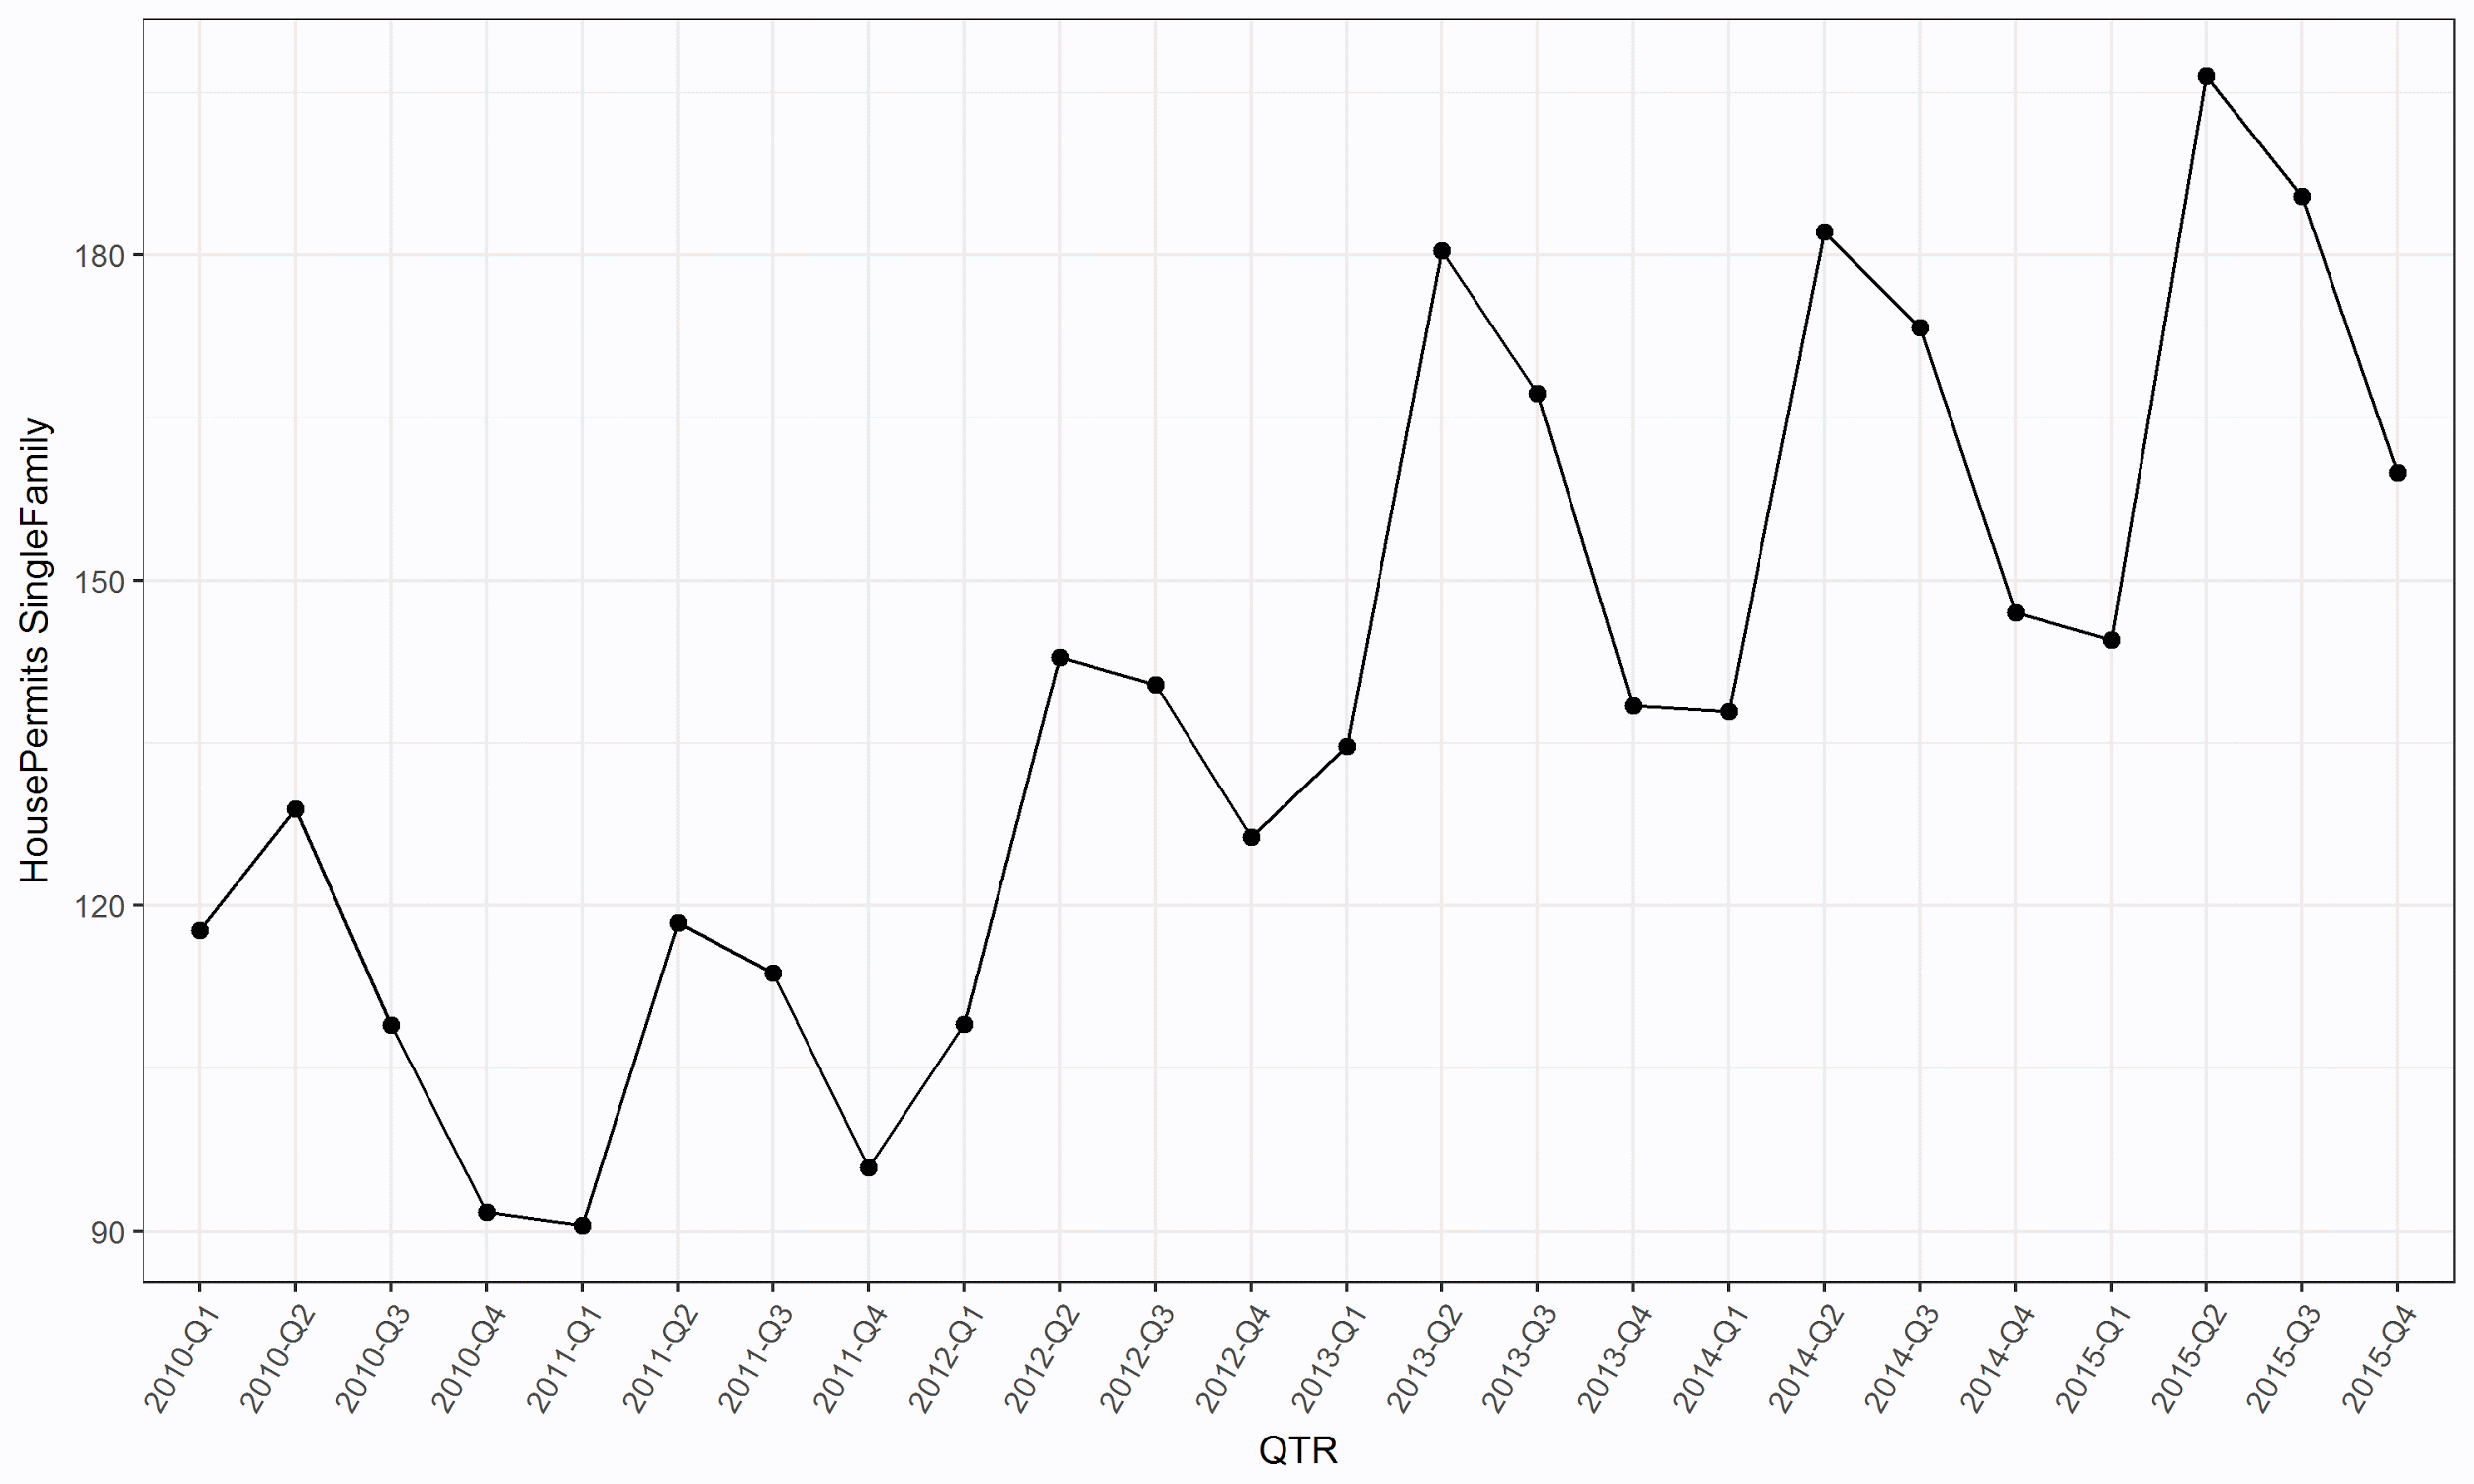 HousePermits SingleFamily
180
150
120
90
2010-Q1
2010-Q2
2010-Q3
2010-Q4
2011-Q1
2011-Q2
2011-Q3
2011-Q4
2012-Q1
2012-Q2
2012-Q3
2012-Q4
2013-Q1
2013-Q2
2013-Q3
2013-Q4
2014-Q1
2014-Q2
2014-Q3
2014-Q4
2015-Q1
2015-Q2
2015-Q3
2015-Q4
QTR